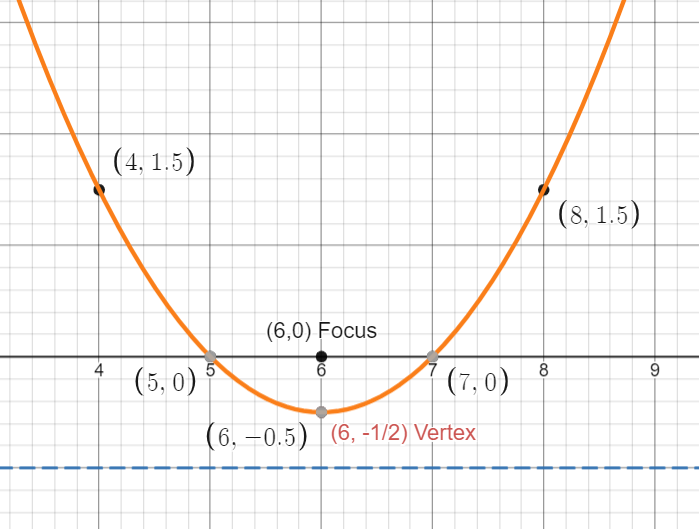 (4, 1.5)
(8, 1.5)
(6,0) Focus
4 5 6 7 8 9
(5, 0)
(7, 0)
(6, −0.5)
(6, -1/2) Vertex